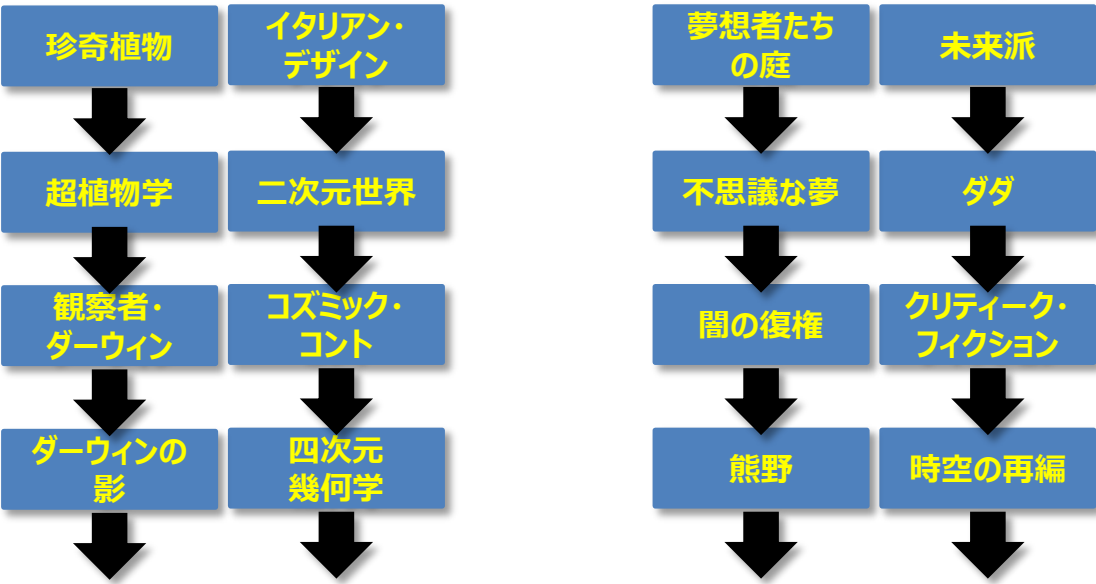 珍奇植物
イタリアン・
デザイン
夢想者たち
の庭
未来派
超植物学
二次元世界
不思議な夢
ダダ
観察者・
ダーウィン
コズミック・
コント
闇の復権
クリティーク・
フィクション
ダーウィンの
影
四次元
幾何学
熊野
時空の再編